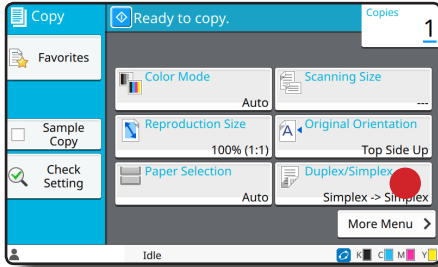 Copy
Ready to copy.
Copies
1
Favorites
Color Mode
Auto
Scanning Size
---
Sample
Copy
Reproduction Size
100% (1:1)
Original Orientation
Top Side Up
Check
Setting
Paper Selection
Auto
Duplex/Simplex
Simplex -> Simplex
More Menu
Idle
K C M Y